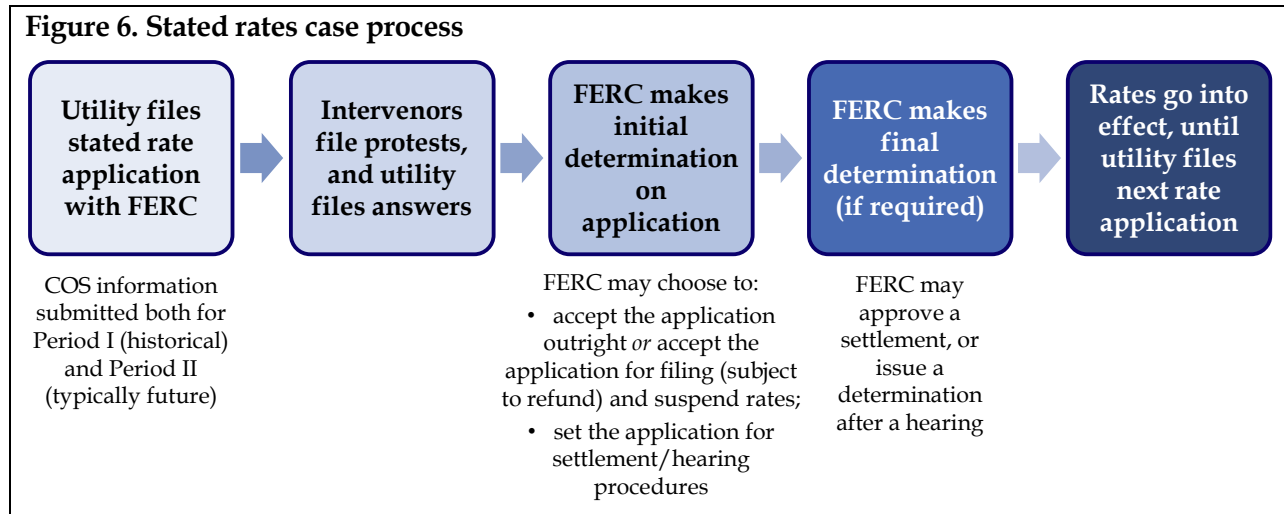 Figure 6. Stated rates case process
Utility files
stated rate
application
with FERC
Intervenors
file protests,
and utility
files answers
FERC makes
initial
determination
on
application
FERC makes
final
determination
(if required)
Rates go into
effect, until
utility files
next rate
application
COS information
submitted both for
Period I (historical)
and Period II
(typically future)
FERC may choose to:
• accept the application
outright or accept the
application for filing (subject
to refund) and suspend rates;
• set the application for
settlement/hearing
procedures
FERC may
approve a
settlement, or
issue a
determination
after a hearing